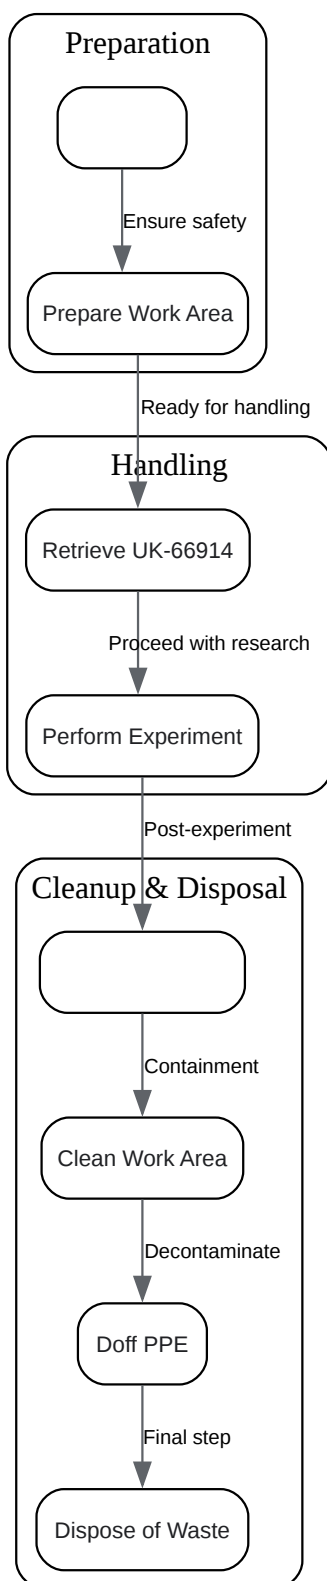 Preparation
Ensure safety
Prepare Work Area
Ready for handling
Handling
Retrieve UK-66914
Proceed with research
Perform Experiment
Post-experiment
Cleanup & Disposal
Containment
Clean Work Area
Decontaminate
Doff PPE
Final step
Dispose of Waste